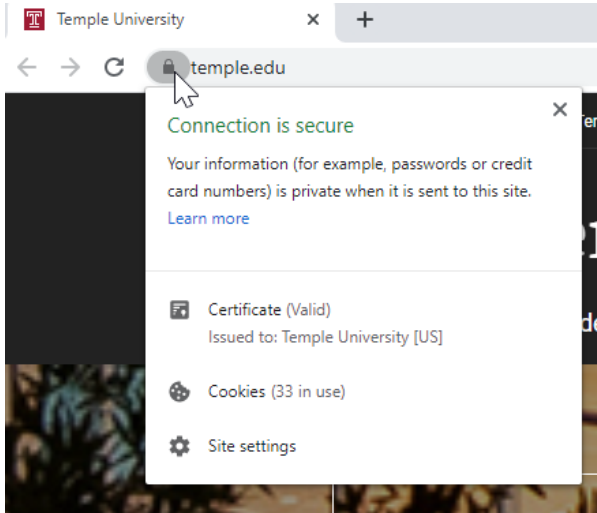 Temple University
temple.edu
Connection is secure
Your information (for example, passwords or credit
card numbers) is private when it is sent to this site.
Learn more
Certificate (Valid)
Issued to: Temple University [US]
Cookies (33 in use)
Site settings